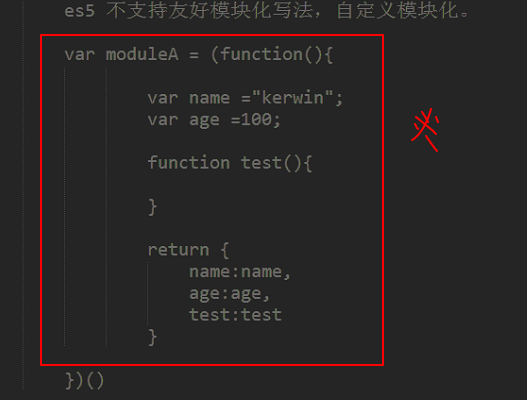 es5 不支持友好模块化写法，自定义模块化。
var moduleA = (function(){
var name ="kerwin";
var age =100;
function test(){
}
return {
name:name,
age:age,
test:test
}
})()